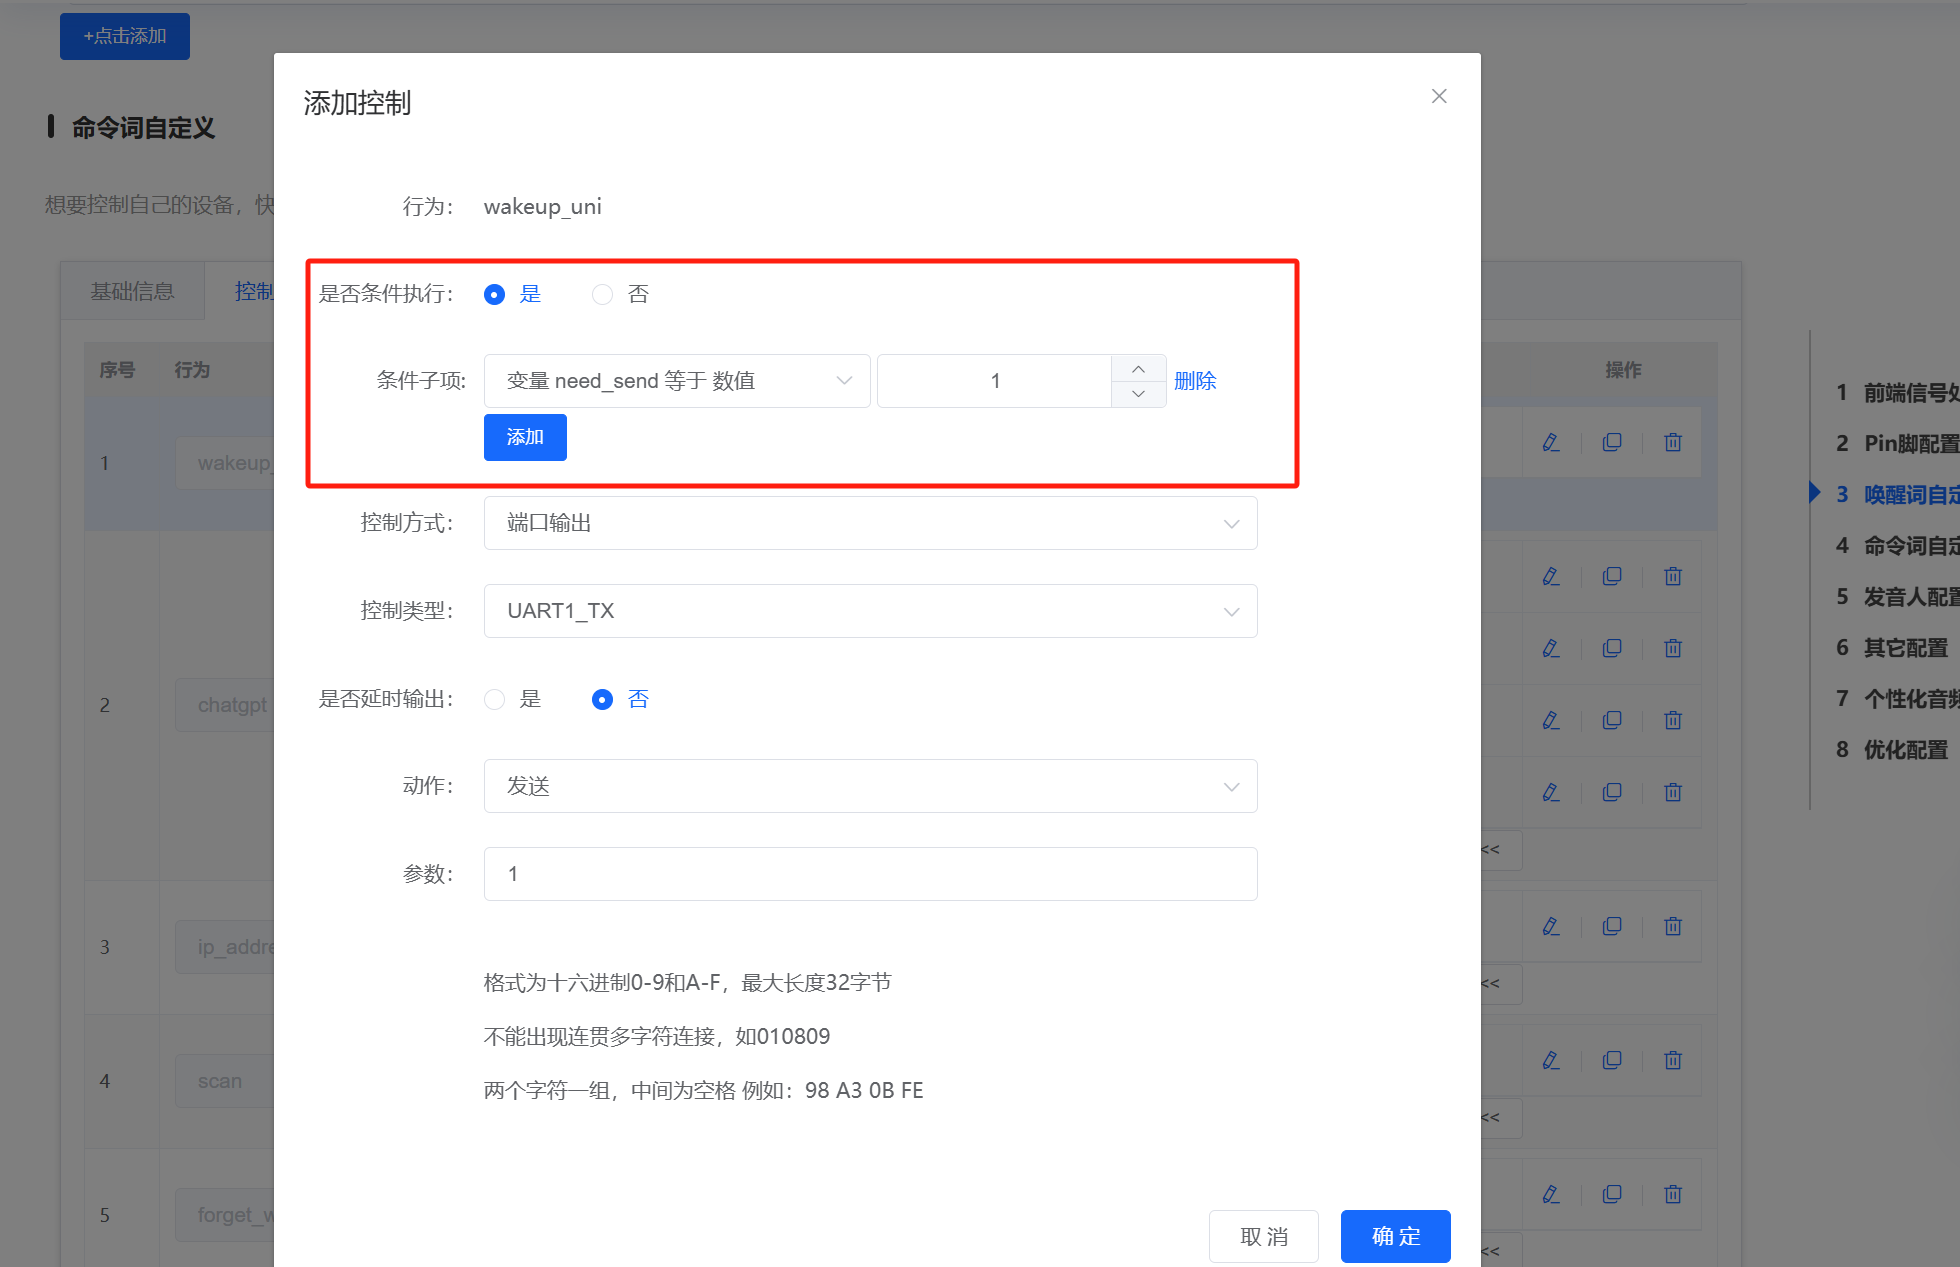 +点击添加
命令词自定义
想要控制自己的设备，快
基础信息
控制
序号
行为
操作
1
wakeup_
2
chatgpt
3
ip_addre
4
scan
5
forget_w
<<
<<
<<
<<
添加控制
行为：
wakeup_uni
是否条件执行：
是
否
条件子项:
变量 need_send 等于 数值
1
删除
添加
控制方式：
端口输出
控制类型：
UART1_TX
是否延时输出：
是
否
动作：
发送
参数：
1
格式为十六进制0-9和A-F，最大长度32字节
不能出现连贯多字符连接，如010809
两个字符一组，中间为空格 例如：98 A3 0B FE
取 消
确 定
1 前端信号处
2 Pin脚配置
3 唤醒词自定
4 命令词自定
5 发音人配置
6 其它配置
7 个性化音频
8 优化配置